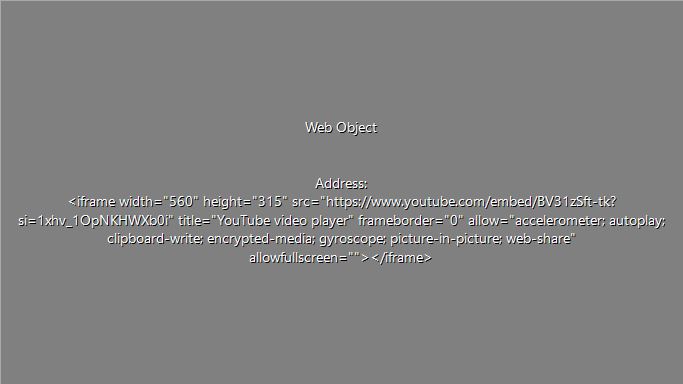 Web Object
Address:
<iframe width="560" height="315" src="https://www.youtube.com/embed/BV31zSft-tk?
si=1xhv_1OpNKHWXb0i" title="YouTube video player" frameborder="0" allow="accelerometer; autoplay;
clipboard-write; encrypted-media; gyroscope; picture-in-picture; web-share"
allowfullscreen=""></iframe>